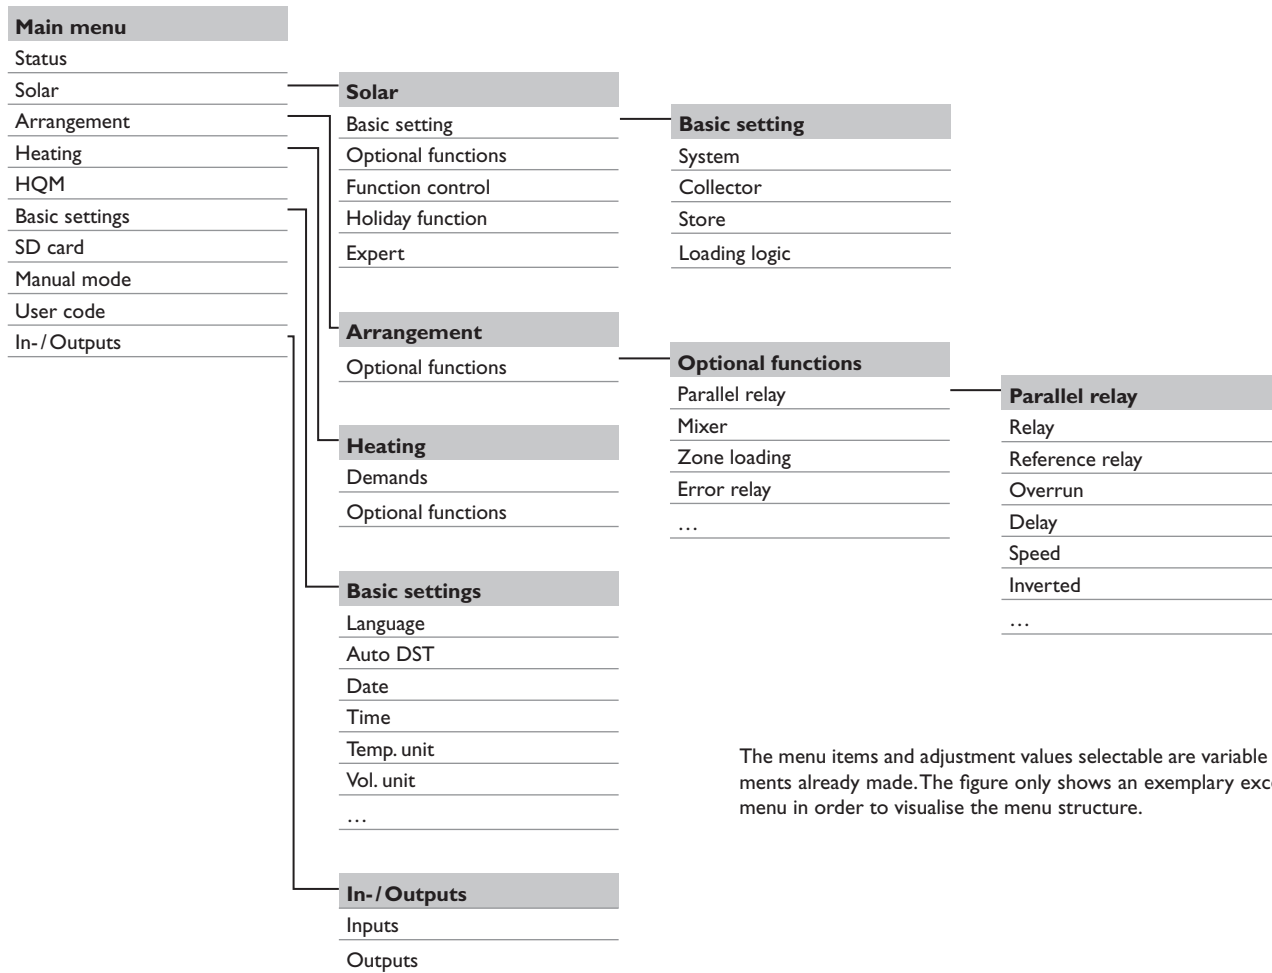 Main menu
Status
Solar
Arrangement
Heating
HQM
Basic settings
SD card
Manual mode
User code
In-/Outputs
Solar
Basic setting
Optional functions
Function control
Holiday function
Expert
Basic setting
System
Collector
Store
Loading logic
Arrangement
Optional functions
Optional functions
Parallel relay
Mixer
Zone loading
Error relay
…
Parallel relay
Relay
Reference relay
Overrun
Delay
Speed
Inverted
…
Heating
Demands
Optional functions
Basic settings
Language
Auto DST
Date
Time
Temp. unit
Vol. unit
…
In-/Outputs
Inputs
Outputs
The menu items and adjustment values selectable are variable
ments already made. The figure only shows an exemplary exc
menu in order to visualise the menu structure.